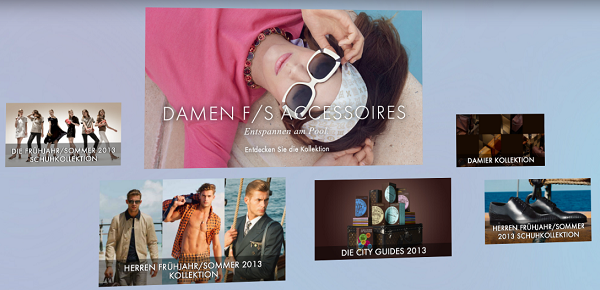 DAMEN F/S ACCESSOIRES
Entspannen am Pool
Entdecken Sie die Kollektion
DIE FRÜHJAHR/SOMMER 2013
SCHUHKOLLEKTION
DAMIER KOLLEKTION
HERREN FRÜHJAHR/SOMMER 2013
KOLLEKTION
DIE CITY GUIDES 2013
HERREN FRÜHJAHR/SOMMER
2013 SCHUHKOLLEKTION